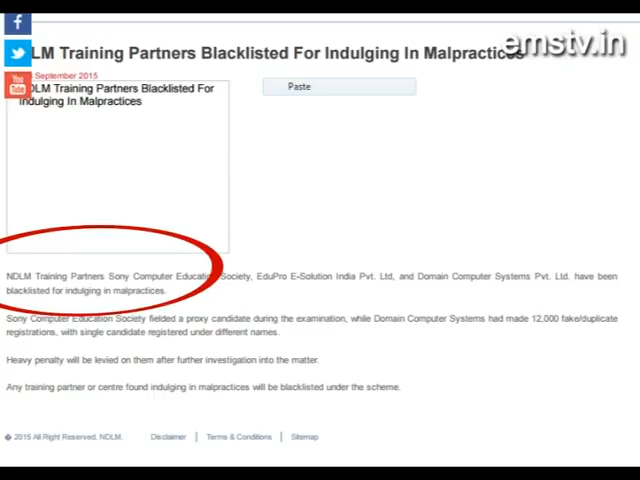 emstv.in
LM Training Partners Blacklisted For Indulging In Malpractices
September 2015
DLM Training Partners Blacklisted For
Indulging In Malpractices
Paste
NDLM Training Partners Sony Computer Education Society, EduPro E-Solution India Pvt. Ltd, and Domain Computer Systems Pvt. Ltd. have been
blacklisted for indulging in malpractices.
Sony Computer Education Society fielded a proxy candidate during the examination, while Domain Computer Systems had made 12,000 fake/duplicate
registrations, with single candidate registered under different names.
Heavy penalty will be levied on them after further investigation into the matter.
Any training partner or centre found indulging in malpractices will be blacklisted under the scheme.
� 2015 All Right Reserved. NDLM. Disclaimer | Terms & Conditions | Sitemap
f
You
Tube